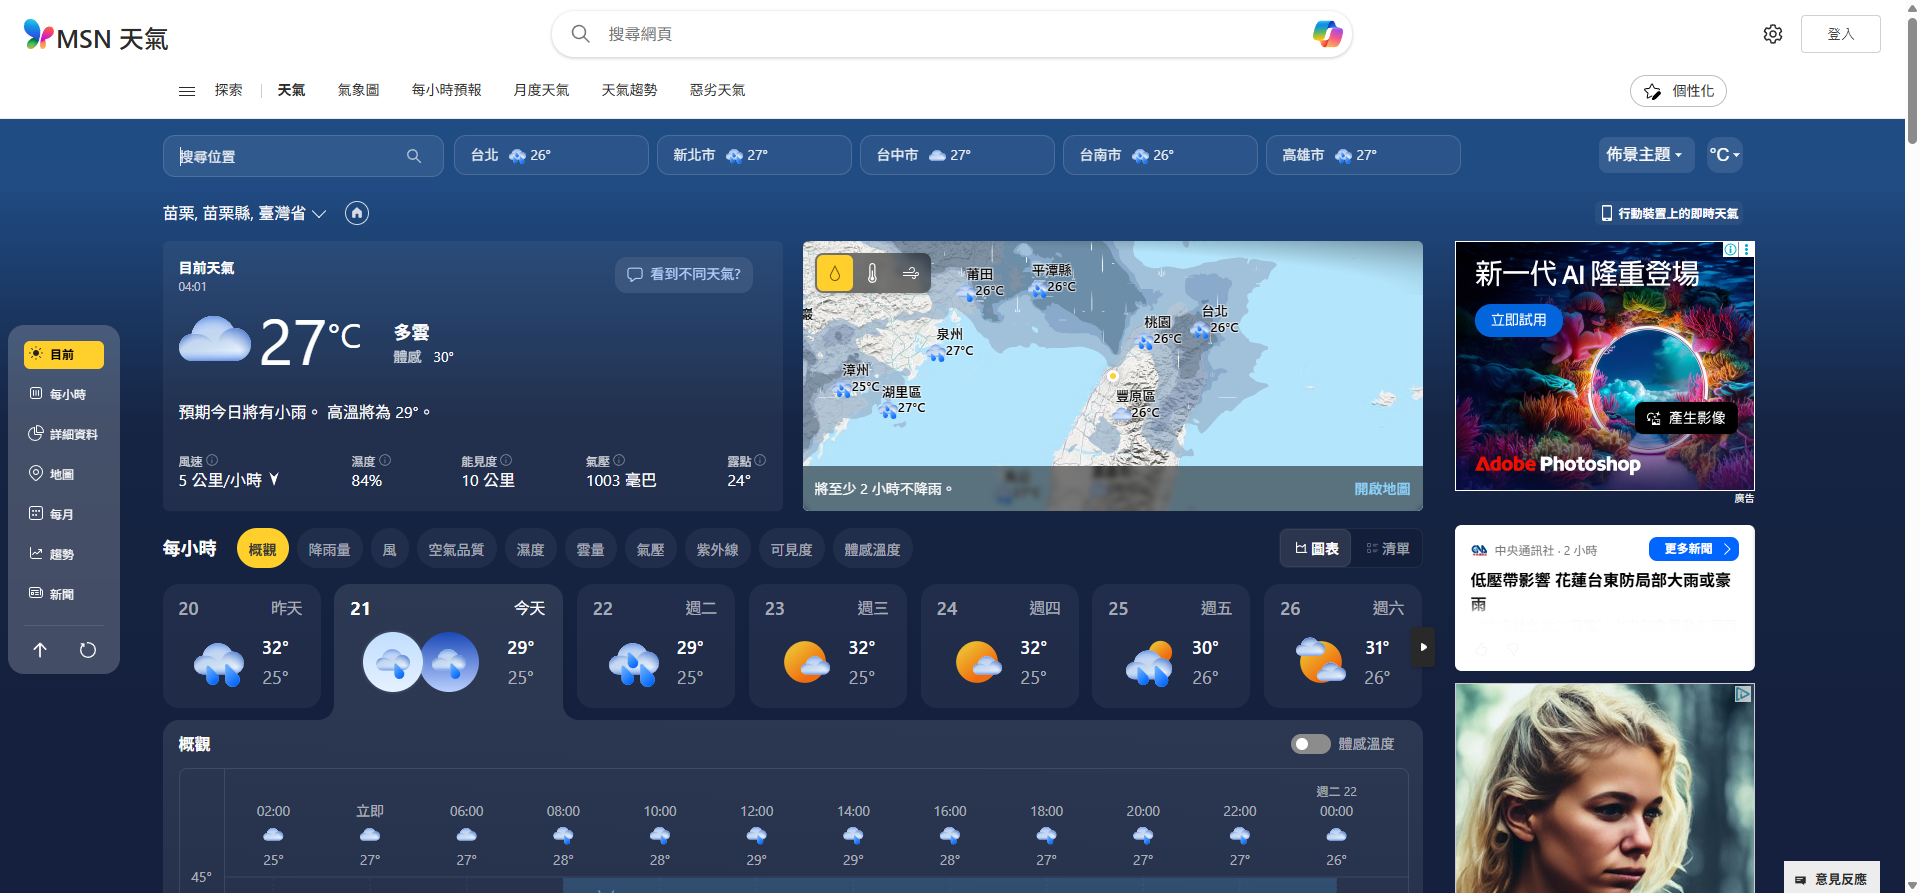 MSN 天氣
搜尋網頁
登入
探索
天氣
氣象圖
每小時預報
月度天氣
天氣趨勢
惡劣天氣
個性化
搜尋位置
台北 26°
新北市 27°
台中市 27°
台南市 26°
高雄市 27°
佈景主題
°C
苗栗, 苗栗縣, 臺灣省
行動裝置上的即時天氣
目前天氣
04:01
看到不同天氣?
27°C
多雲
體感 30°
預期今日將有小雨。 高溫將為 29°。
風速
5 公里/小時
濕度
84%
能見度
10 公里
氣壓
1003 毫巴
露點
24°
莆田
26°C
平潭縣
26°C
台北
26°C
桃園
26°C
泉州
27°C
漳州
25°C
湖里區
27°C
豐原區
26°C
將至少 2 小時不降雨。
開啟地圖
新一代 AI 隆重登場
立即試用
產生影像
Adobe Photoshop
廣告
目前
每小時
詳細資料
地圖
每月
趨勢
新聞
每小時
概觀
降雨量
風
空氣品質
濕度
雲量
氣壓
紫外線
可見度
體感溫度
圖表
清單
20 昨天
32°
25°
21 今天
29°
25°
22 週二
29°
25°
23 週三
32°
25°
24 週四
32°
25°
25 週五
30°
26°
26 週六
31°
26°
中央通訊社 · 2 小時
更多新聞
低壓帶影響 花蓮台東防局部大雨或豪
雨
概觀
體感溫度
週二 22
02:00 立即 06:00 08:00 10:00 12:00 14:00 16:00 18:00 20:00 22:00 00:00
25° 27° 27° 28° 28° 29° 29° 28° 27° 27° 27° 26°
45°
意見反應